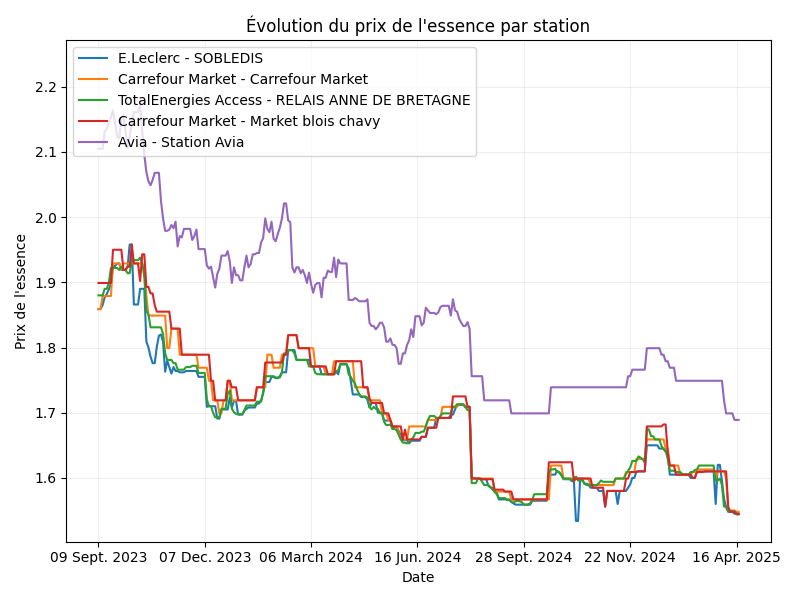 Évolution du prix de l'essence par station
E.Leclerc - SOBLEDIS
Carrefour Market - Carrefour Market
TotalEnergies Access - RELAIS ANNE DE BRETAGNE
Carrefour Market - Market blois chavy
Avia - Station Avia
Prix de l'essence
2.2
2.1
2.0
1.9
1.8
1.7
1.6
09 Sept. 2023 07 Dec. 2023 06 March 2024 16 Jun. 2024 28 Sept. 2024 22 Nov. 2024 16 Apr. 2025
Date